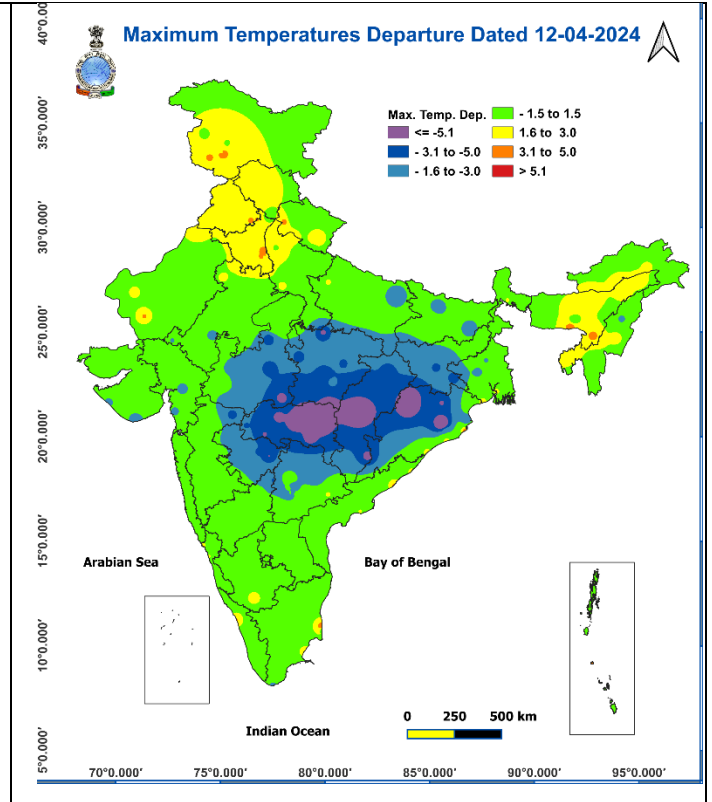 Maximum Temperatures Departure Dated 12-04-2024
Max. Temp. Dep.
<= -5.1
- 3.1 to -5.0
- 1.6 to -3.0
- 1.5 to 1.5
1.6 to 3.0
3.1 to 5.0
> 5.1
40°0.000'
35°0.000'
30°0.000'
25°0.000'
20°0.000'
15°0.000'
10°0.000'
5°0.000'
Arabian Sea
Bay of Bengal
Indian Ocean
0 250 500 km
70°0.000' 75°0.000' 80°0.000' 85°0.000' 90°0.000' 95°0.000'